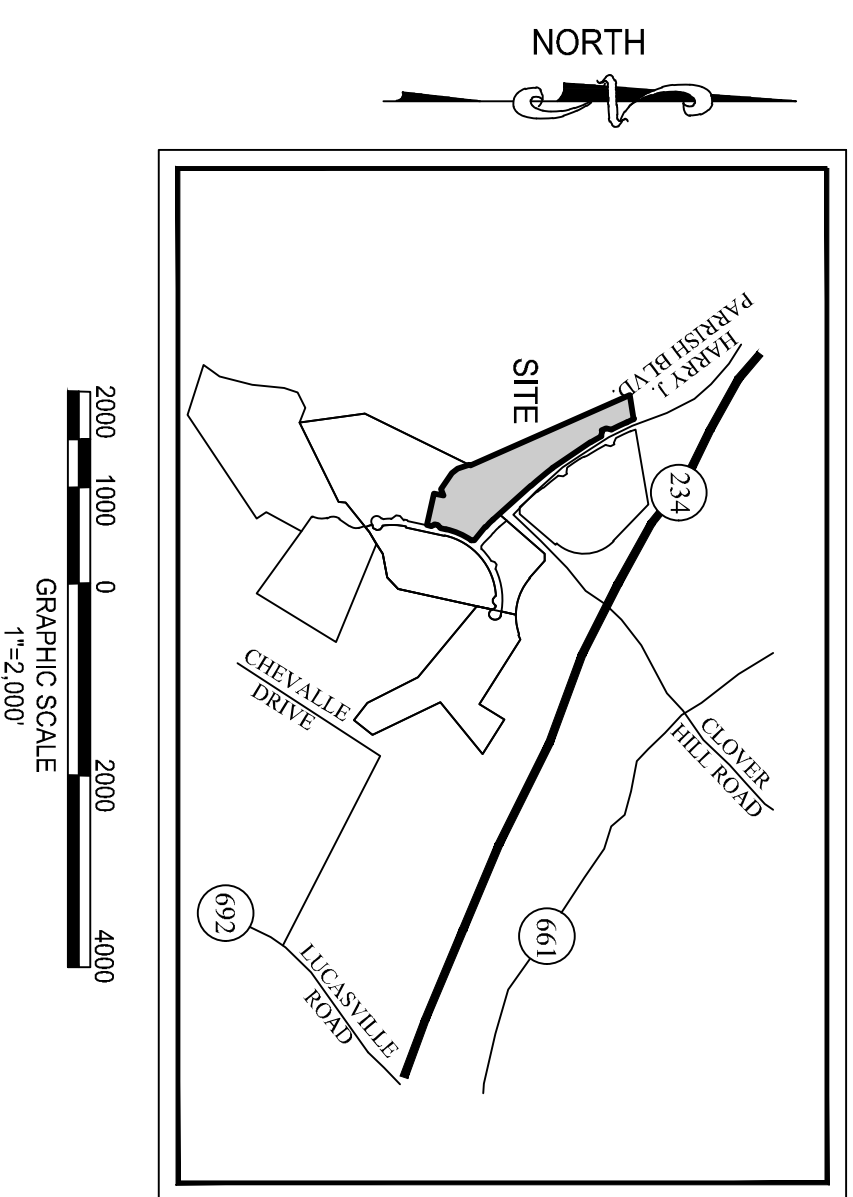 NORTH
HARRY J.
PARRISH BLVD.
SITE
234
CLOVER
HILL ROAD
661
CHEVALLE
DRIVE
692
LUCASVILLE
ROAD
2000
1000
0
2000
4000
GRAPHIC SCALE
1"=2,000'